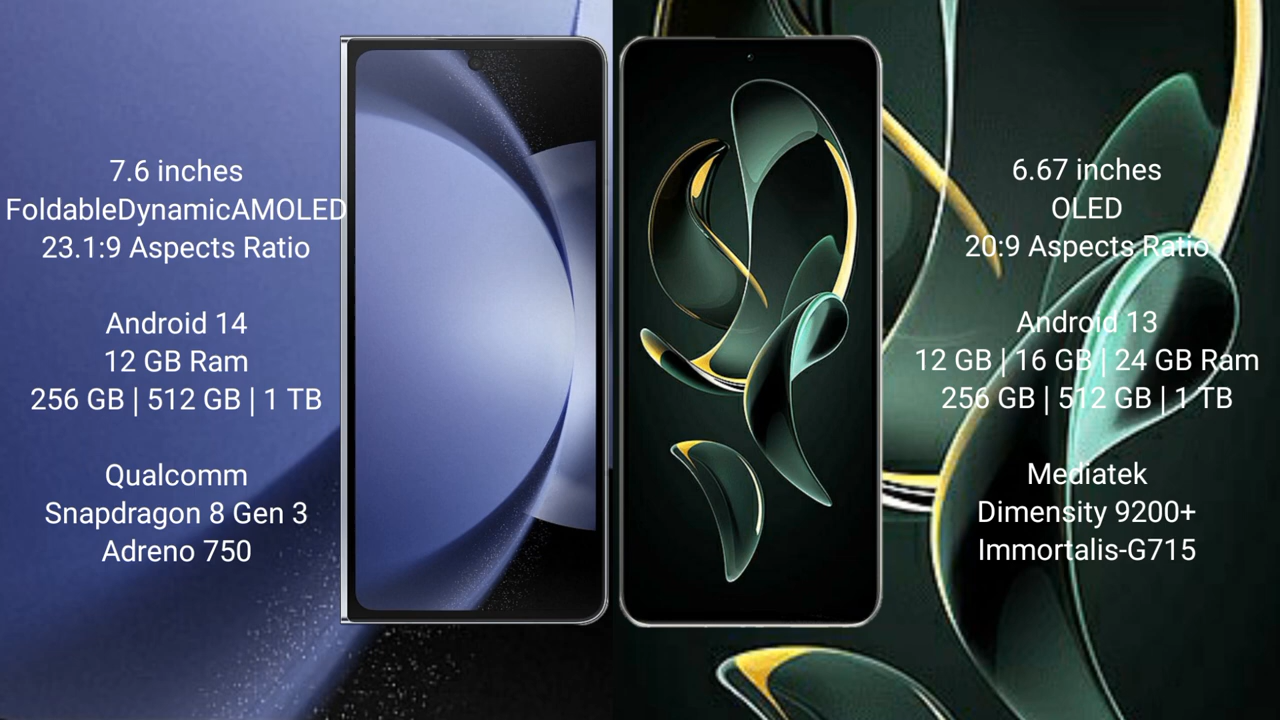 7.6 inches
FoldableDynamicAMOLED
23.1:9 Aspects Ratio
Android 14
12 GB Ram
256 GB | 512 GB | 1 TB
Qualcomm
Snapdragon 8 Gen 3
Adreno 750
6.67 inches
OLED
20:9 Aspects Ratio
Android 13
12 GB | 16 GB | 24 GB Ram
256 GB | 512 GB | 1 TB
Mediatek
Dimensity 9200+
Immortalis-G715